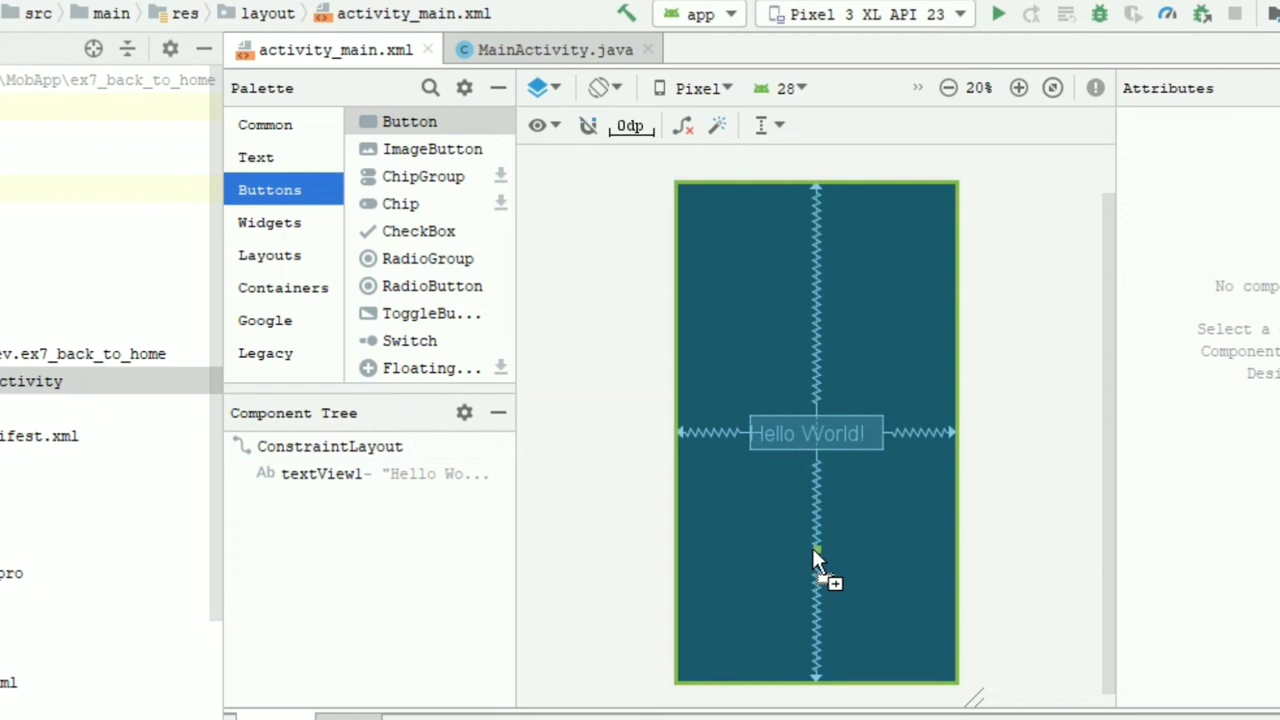 src main res layout activity_main.xml app Pixel 3 XL API 23
activity_main.xml MainActivity.java
\MobApp\ex7_back_to_home
Palette
Pixel 28 » 20% Attributes
0dp
Common
Text
Buttons
Widgets
Layouts
Containers
Google
Legacy
Button
ImageButton
ChipGroup
Chip
CheckBox
RadioGroup
RadioButton
ToggleBu...
Switch
Floating...
ev.ex7_back_to_home
ctivity
ifest.xml
pro
ml
Component Tree
ConstraintLayout
Ab textView1- "Hello Wo...
Hello World!
No comp
Select a
Component
Desi